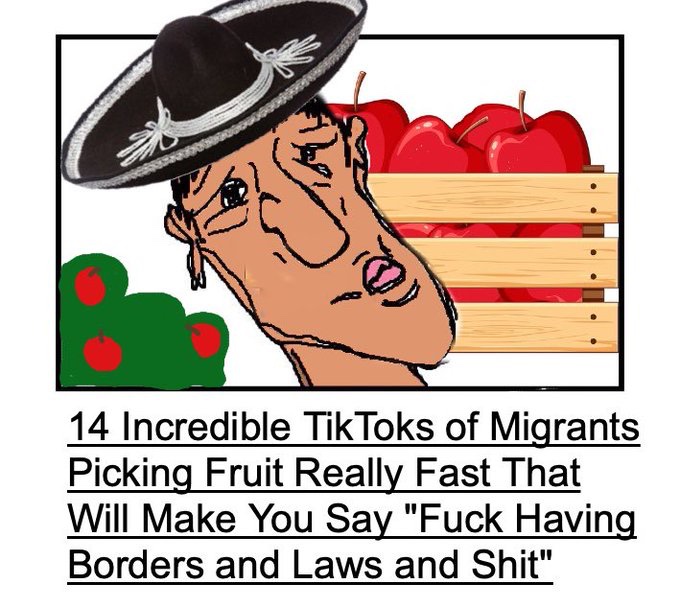 14 Incredible TikToks of Migrants
Picking Fruit Really Fast That
Will Make You Say "Fuck Having
Borders and Laws and Shit"